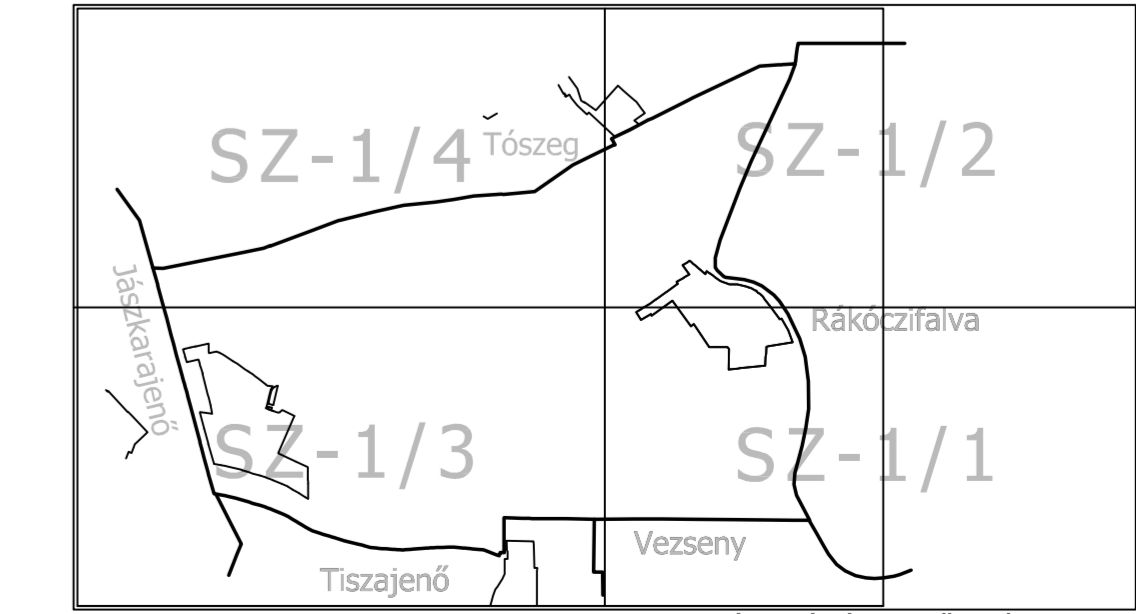 SZ-1/4
Tószeg
SZ-1/2
Jászkarajenő
Rákóczifalva
SZ-1/3
SZ-1/1
Vezseny
Tiszajenő